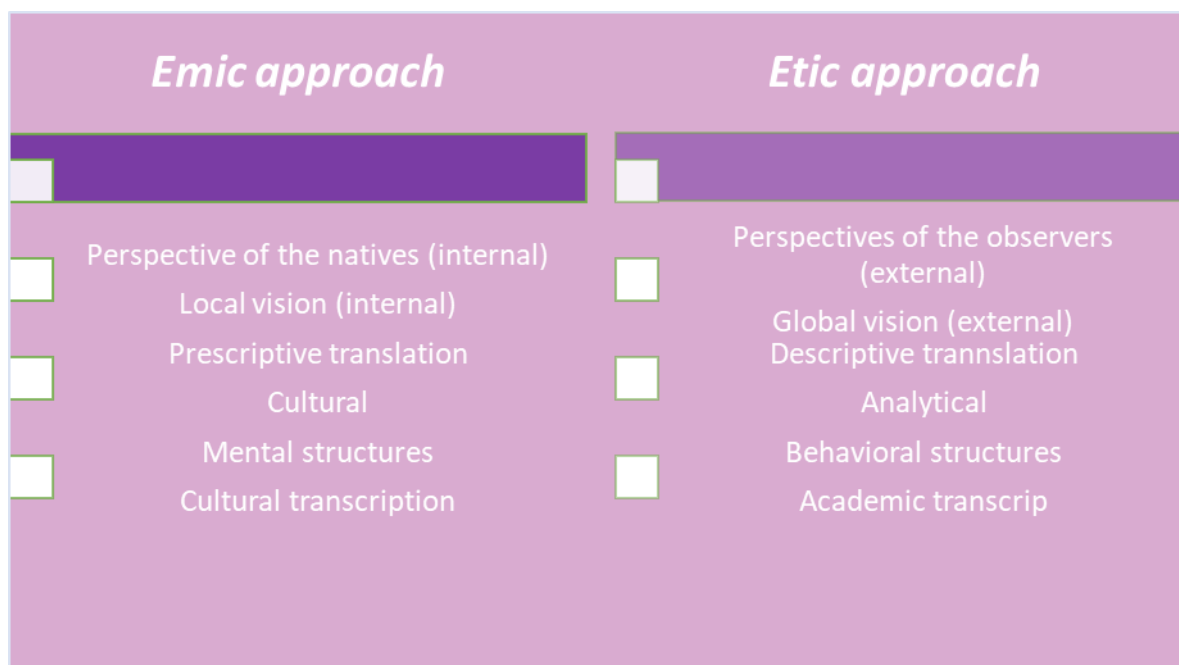 Emic approach
Perspective of the natives (internal)
Local vision (internal)
Prescriptive translation
Cultural
Mental structures
Cultural transcription
Etic approach
Perspectives of the observers
(external)
Global vision (external)
Descriptive trannslation
Analytical
Behavioral structures
Academic transcrip